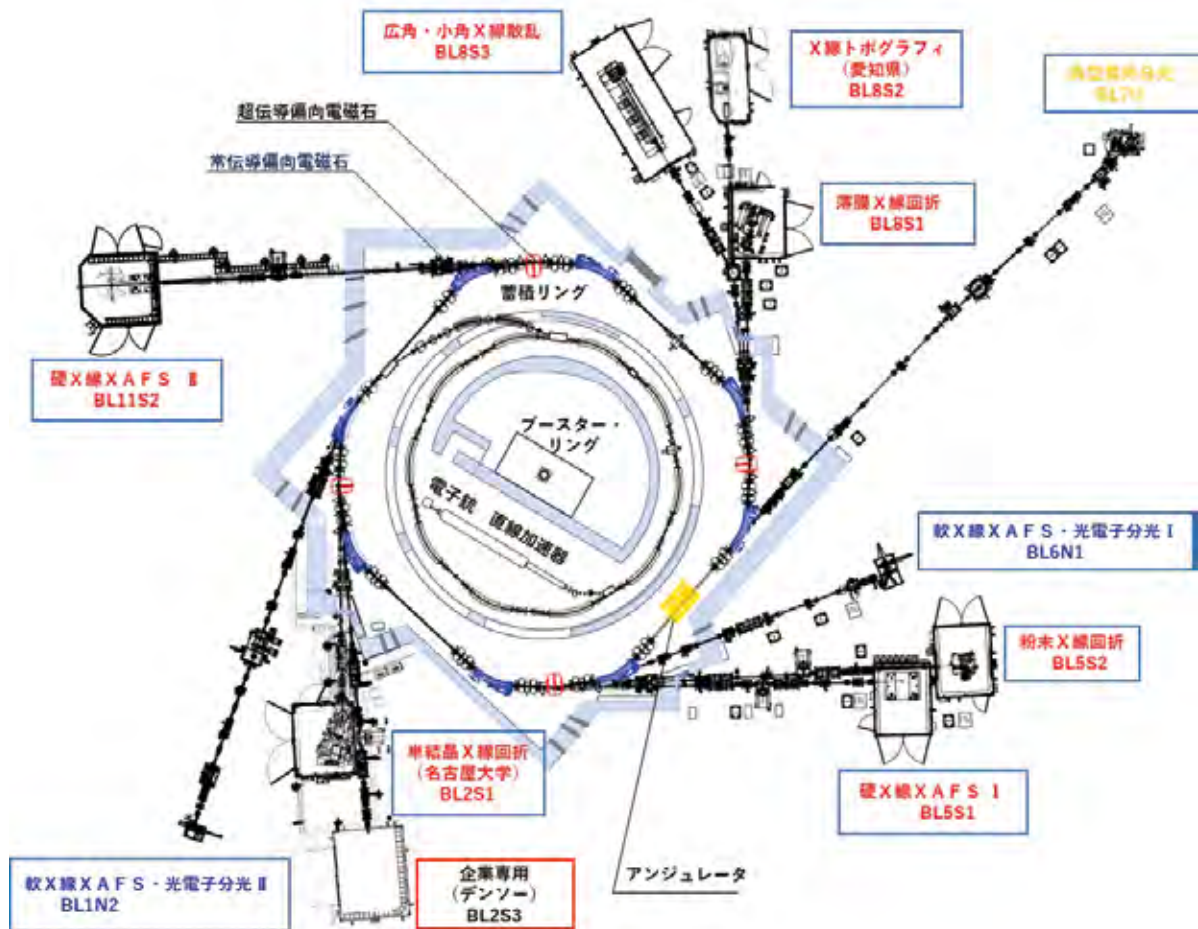 広角・小角X線散乱
BL8S3
X線トポグラフィ
(愛知県)
BL8S2
BL7U
超伝導偏向電磁石
常伝導偏向電磁石
薄膜X線回折
BL8S1
蓄積リング
硬X線XAFS Ⅱ
BL11S2
ブースター・
リング
電子銃 直線加速器
軟X線XAFS・光電子分光Ⅰ
BL6N1
粉末X線回折
BL5S2
単結晶X線回折
(名古屋大学)
BL2S1
硬X線XAFS Ⅰ
BL5S1
アンジュレータ
軟X線XAFS・光電子分光Ⅱ
BL1N2
企業専用
(デンソー)
BL2S3